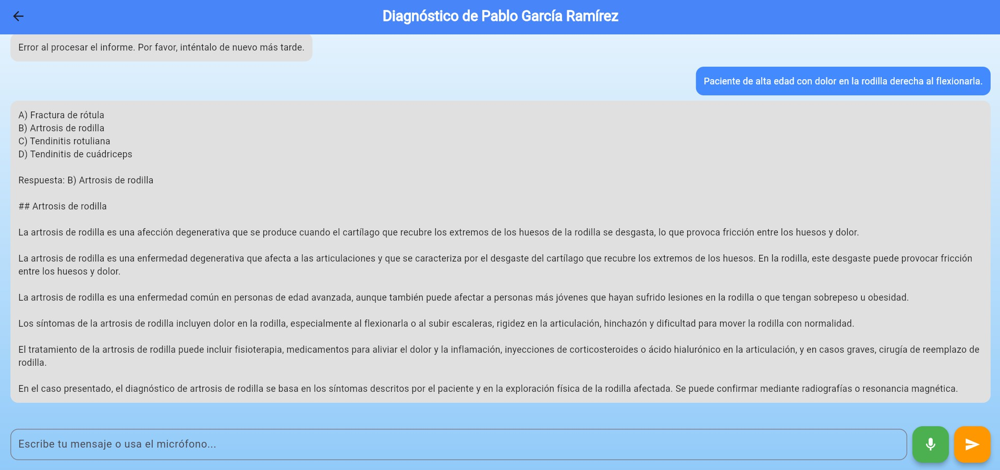 Diagnóstico de Pablo García Ramírez
Error al procesar el informe. Por favor, inténtalo de nuevo más tarde.
Paciente de alta edad con dolor en la rodilla derecha al flexionarla.
A) Fractura de rótula
B) Artrosis de rodilla
C) Tendinitis rotuliana
D) Tendinitis de cuádriceps
Respuesta: B) Artrosis de rodilla
## Artrosis de rodilla
La artrosis de rodilla es una afección degenerativa que se produce cuando el cartílago que recubre los extremos de los huesos de la rodilla se desgasta, lo que provoca fricción entre los huesos y dolor.
La artrosis de rodilla es una enfermedad degenerativa que afecta a las articulaciones y que se caracteriza por el desgaste del cartílago que recubre los extremos de los huesos. En la rodilla, este desgaste puede provocar fricción
entre los huesos y dolor.
La artrosis de rodilla es una enfermedad común en personas de edad avanzada, aunque también puede afectar a personas más jóvenes que hayan sufrido lesiones en la rodilla o que tengan sobrepeso u obesidad.
Los síntomas de la artrosis de rodilla incluyen dolor en la rodilla, especialmente al flexionarla o al subir escaleras, rigidez en la articulación, hinchazón y dificultad para mover la rodilla con normalidad.
El tratamiento de la artrosis de rodilla puede incluir fisioterapia, medicamentos para aliviar el dolor y la inflamación, inyecciones de corticosteroides o ácido hialurónico en la articulación, y en casos graves, cirugía de reemplazo de
rodilla.
En el caso presentado, el diagnóstico de artrosis de rodilla se basa en los síntomas descritos por el paciente y en la exploración física de la rodilla afectada. Se puede confirmar mediante radiografías o resonancia magnética.
Escribe tu mensaje o usa el micrófono...